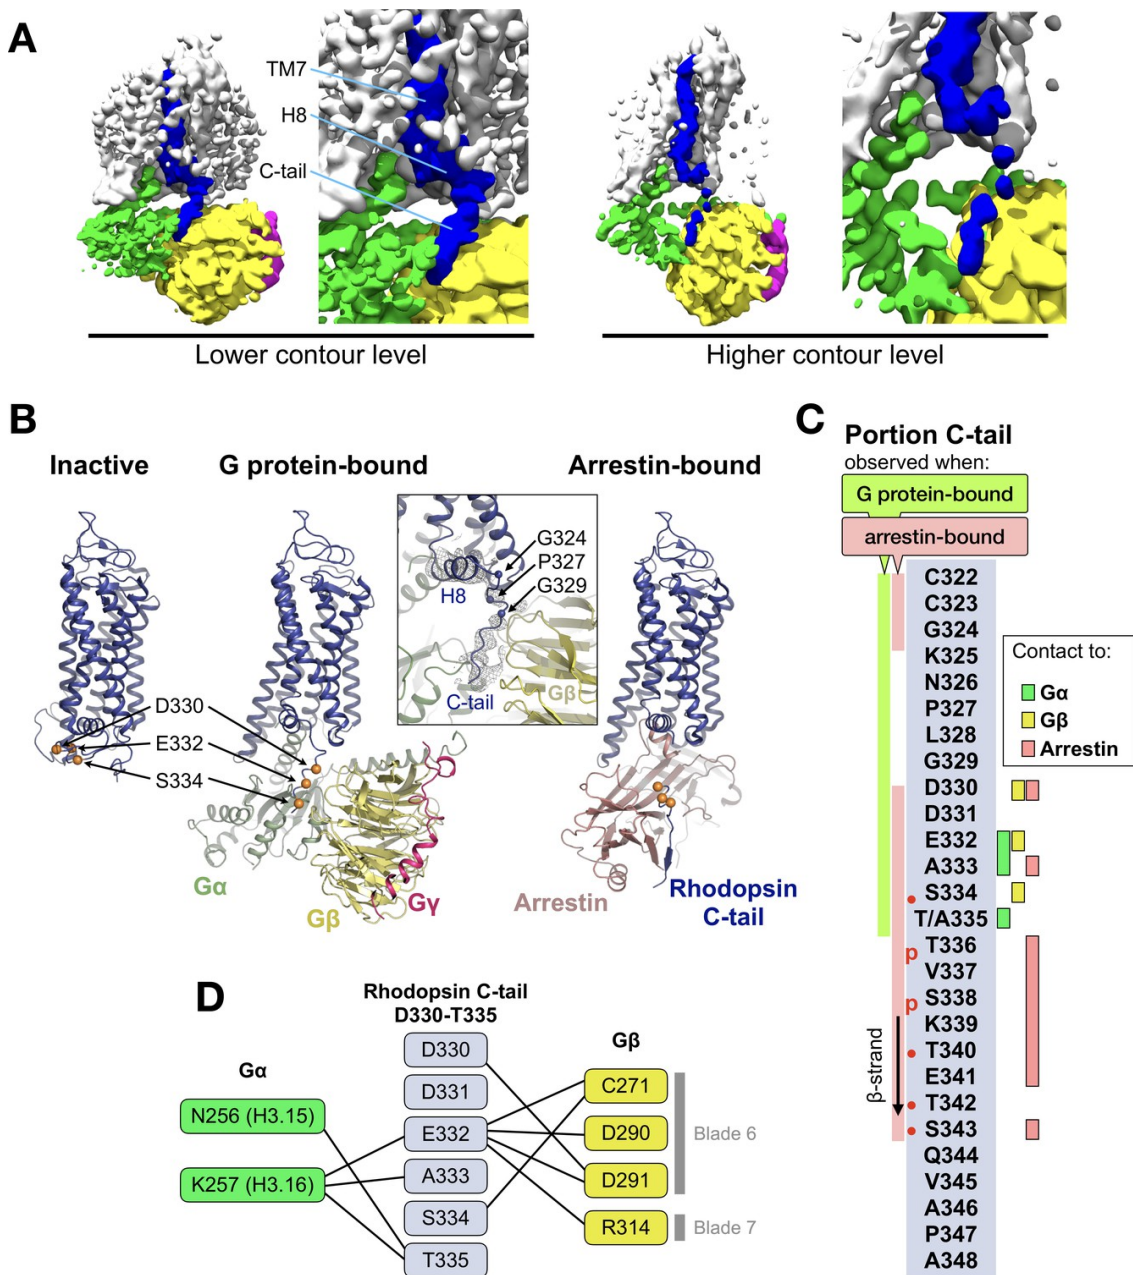 A
TM7
H8
C-tail
Lower contour level
Higher contour level
B
Inactive
G protein-bound
Arrestin-bound
G324
P327
G329
H8
C-tail
Gβ
D330
E332
S334
Gα
Gβ
Gγ
Arrestin
Rhodopsin
C-tail
C
Portion C-tail
observed when:
G protein-bound
arrestin-bound
C322
C323
G324
K325
N326
P327
L328
G329
D330
D331
E332
A333
S334
T/A335
p T336
V337
p S338
K339
T340
E341
T342
S343
Q344
V345
A346
P347
A348
β-strand
Contact to:
Gα
Gβ
Arrestin
D
Rhodopsin C-tail
D330-T335
Gα
Gβ
N256 (H3.15)
K257 (H3.16)
D330
D331
E332
A333
S334
T335
C271
D290
D291
R314
Blade 6
Blade 7